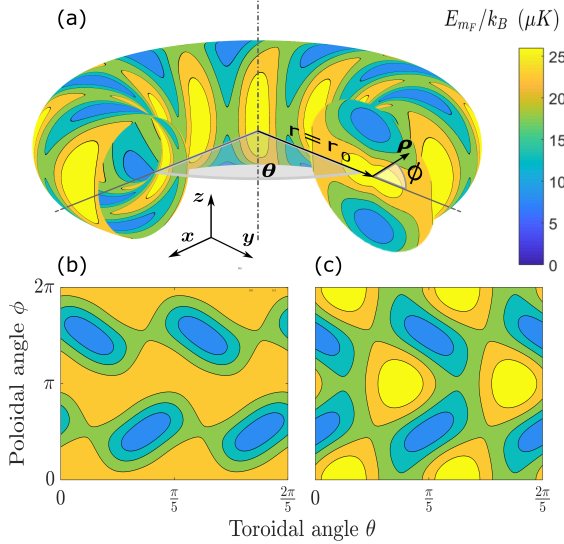 (a)
E_{m_F}/k_B (μK)
25
20
15
10
5
0
r = r_0
ρ
ϕ
θ
z
x
y
(b)
(c)
2π
π
0
Poloidal angle ϕ
0
π/5
2π/5
0
π/5
2π/5
Toroidal angle θ